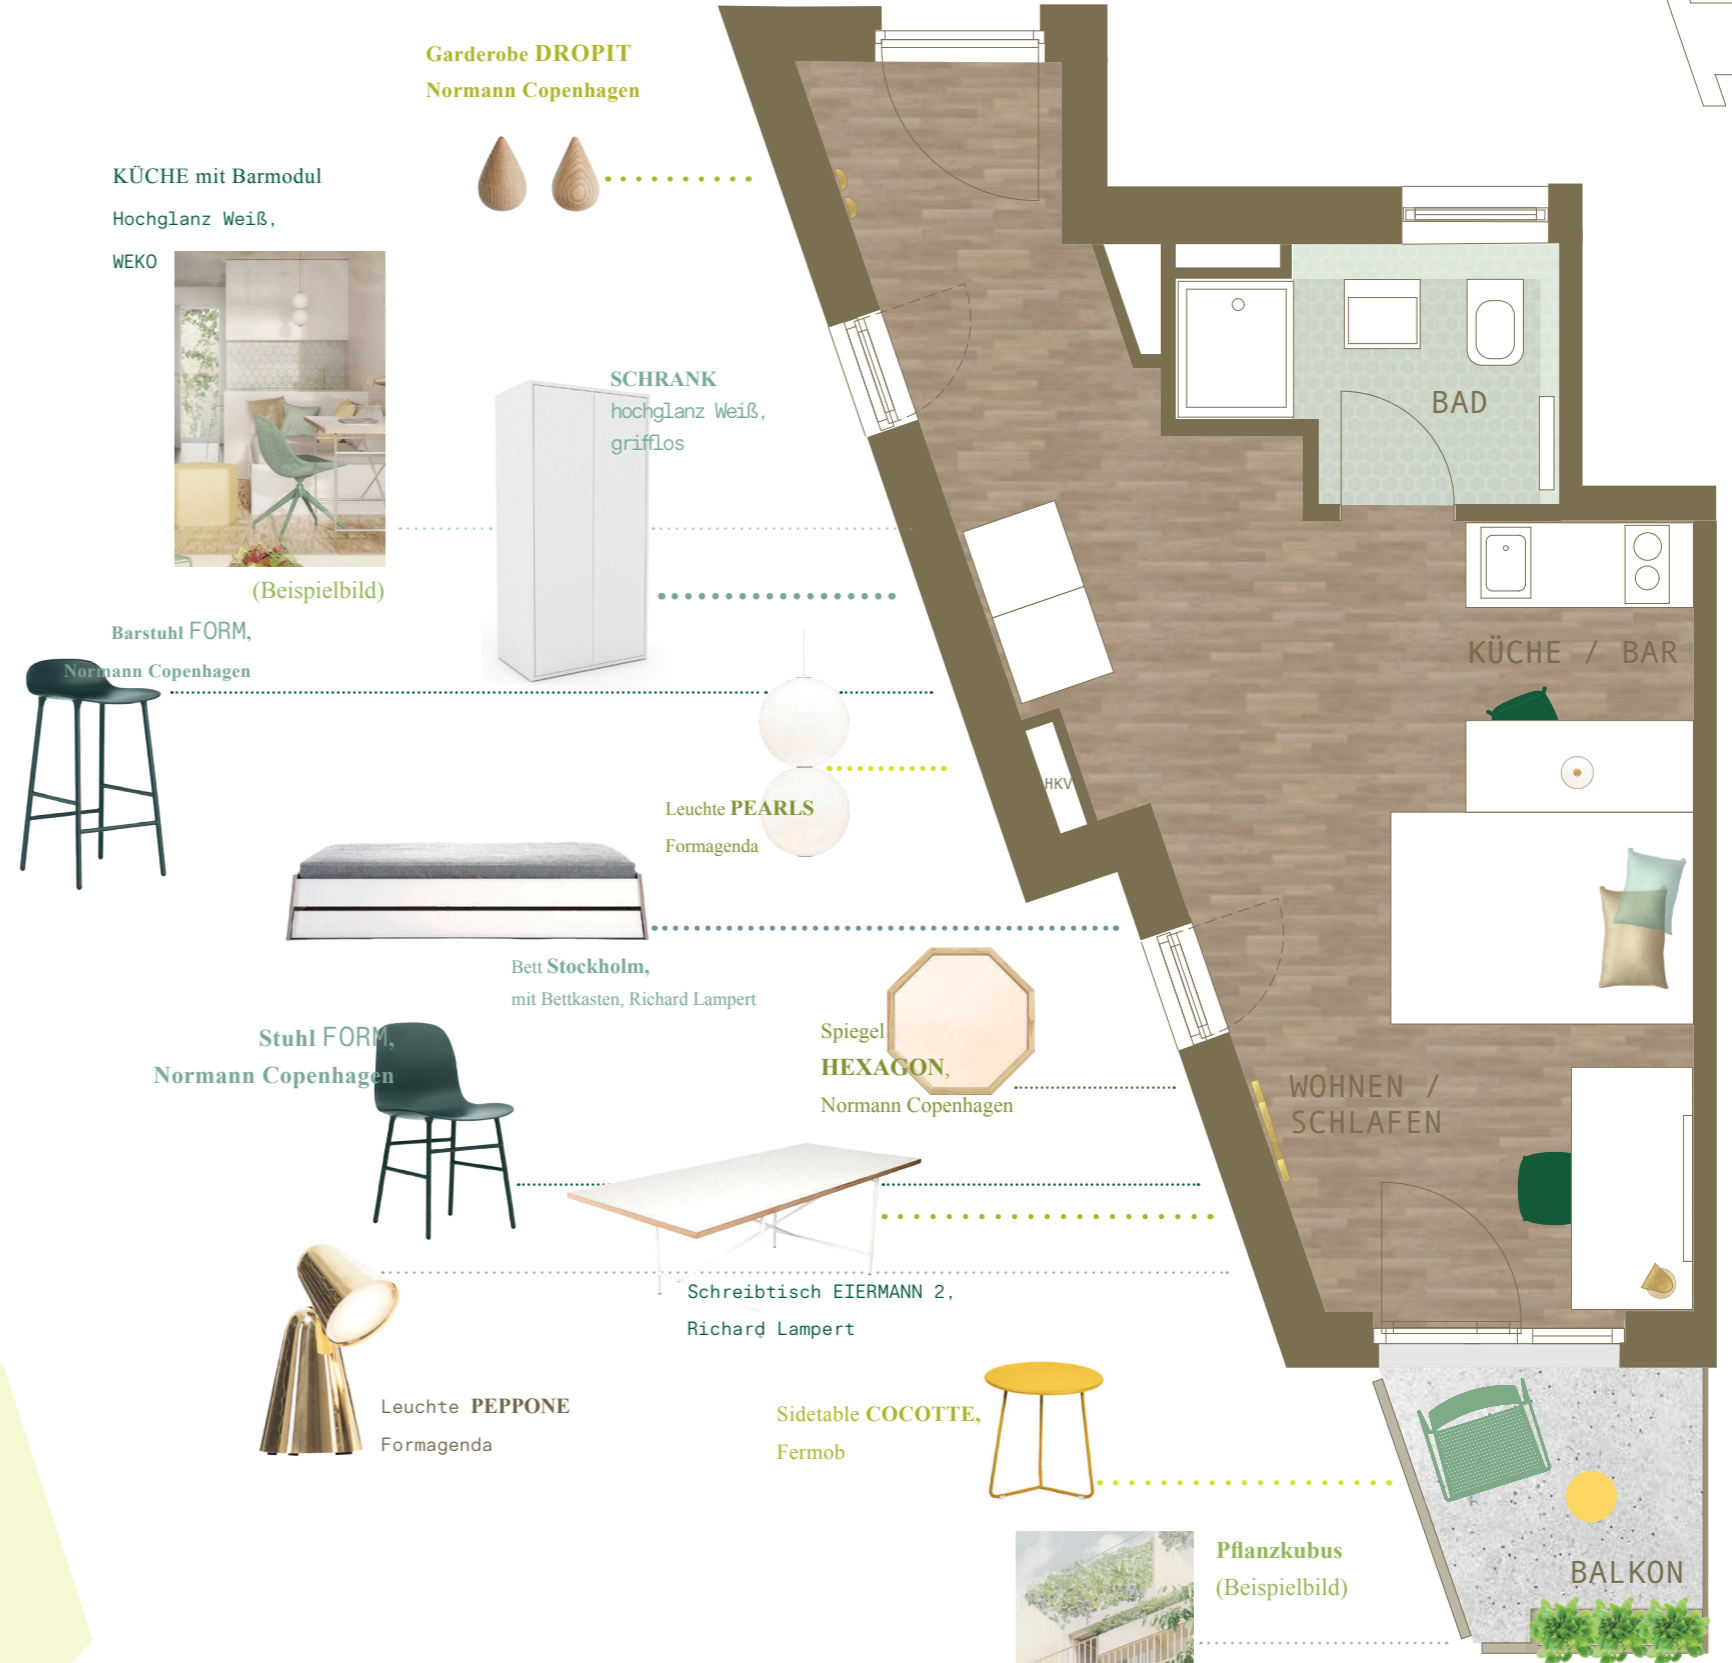 Garderobe DROPIT
Normann Copenhagen
KÜCHE mit Barmodul
Hochglanz Weiß,
WEKO
(Beispielbild)
SCHRANK
hochglanz Weiß,
grifflos
Barstuhl FORM,
Normann Copenhagen
Leuchte PEARLS
Formagenda
Bett Stockholm,
mit Bettkasten, Richard Lampert
Stuhl FORM,
Normann Copenhagen
Spiegel
HEXAGON,
Normann Copenhagen
Schreibtisch EIERMANN 2,
Richard Lampert
Leuchte PEPPONE
Formagenda
Sidetable COCOTTE,
Fermob
Pflanzkubus
(Beispielbild)
BAD
KÜCHE / BAR
HKV
WOHNEN /
SCHLAFEN
BALKON